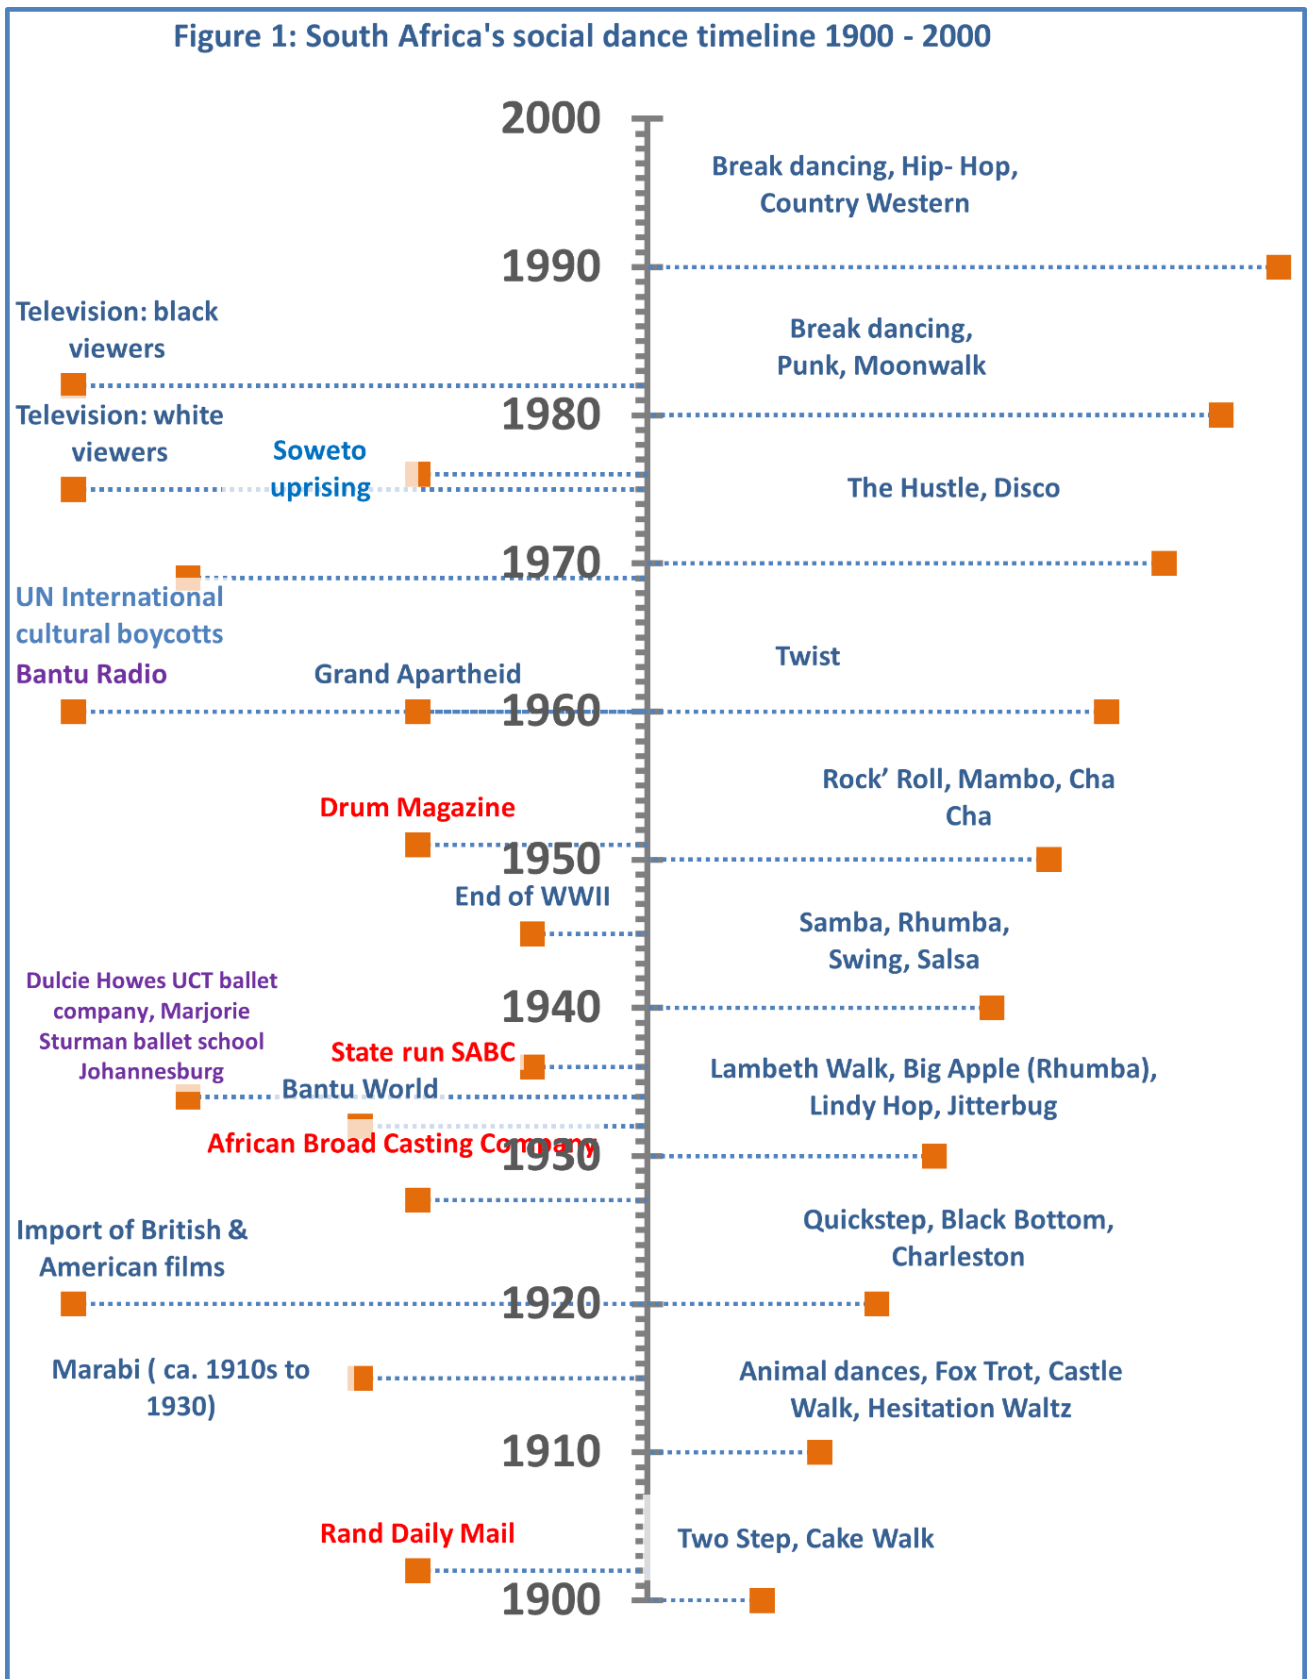 Figure 1: South Africa's social dance timeline 1900 - 2000
2000
Break dancing, Hip- Hop,
Country Western
1990
Television: black
viewers
Break dancing,
Punk, Moonwalk
1980
Television: white
viewers
Soweto
uprising
The Hustle, Disco
1970
UN International
cultural boycotts
Bantu Radio
Grand Apartheid
Twist
1960
Rock’ Roll, Mambo, Cha
Cha
Drum Magazine
1950
End of WWII
Samba, Rhumba,
Swing, Salsa
Dulcie Howes UCT ballet
company, Marjorie
Sturman ballet school
Johannesburg
1940
State run SABC
Bantu World
Lambeth Walk, Big Apple (Rhumba),
Lindy Hop, Jitterbug
African Broad Casting Company
1930
Import of British &
American films
Quickstep, Black Bottom,
Charleston
1920
Marabi ( ca. 1910s to
1930)
Animal dances, Fox Trot, Castle
Walk, Hesitation Waltz
1910
Rand Daily Mail
Two Step, Cake Walk
1900